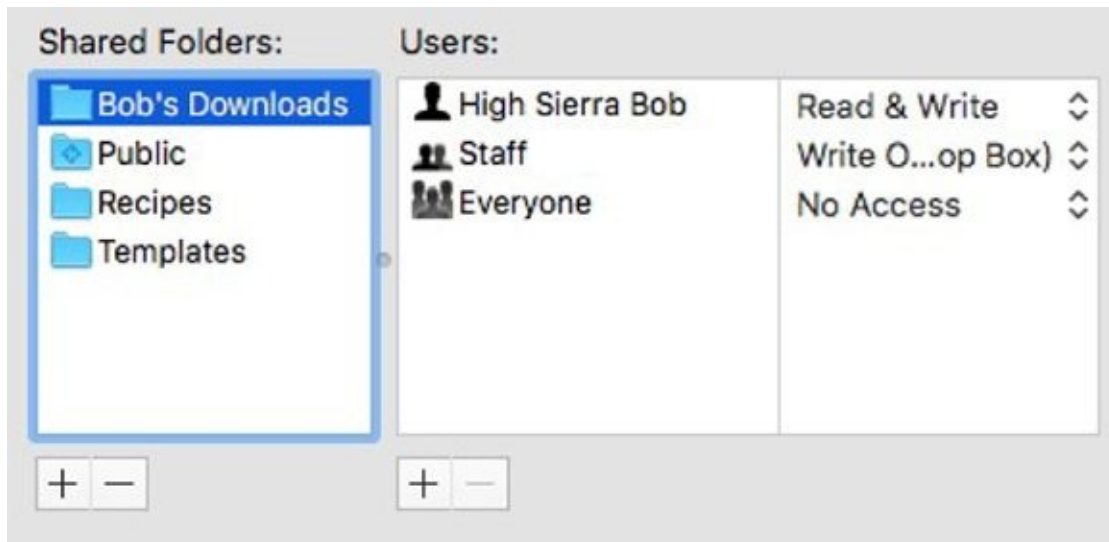 Shared Folders:
Users:
Bob's Downloads
Public
Recipes
Templates
High Sierra Bob
Read & Write
Staff
Write O...op Box)
Everyone
No Access
+ −
+ −